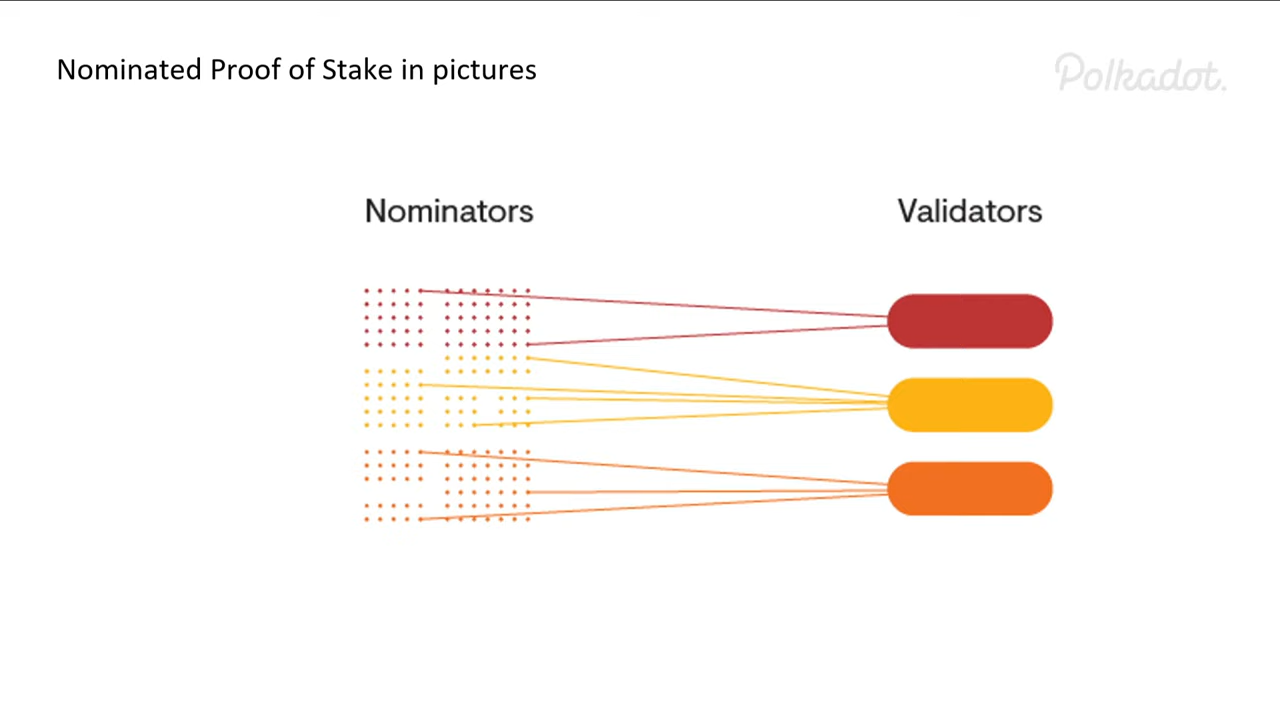 Nominated Proof of Stake in pictures
Polkadot.
Nominators
Validators